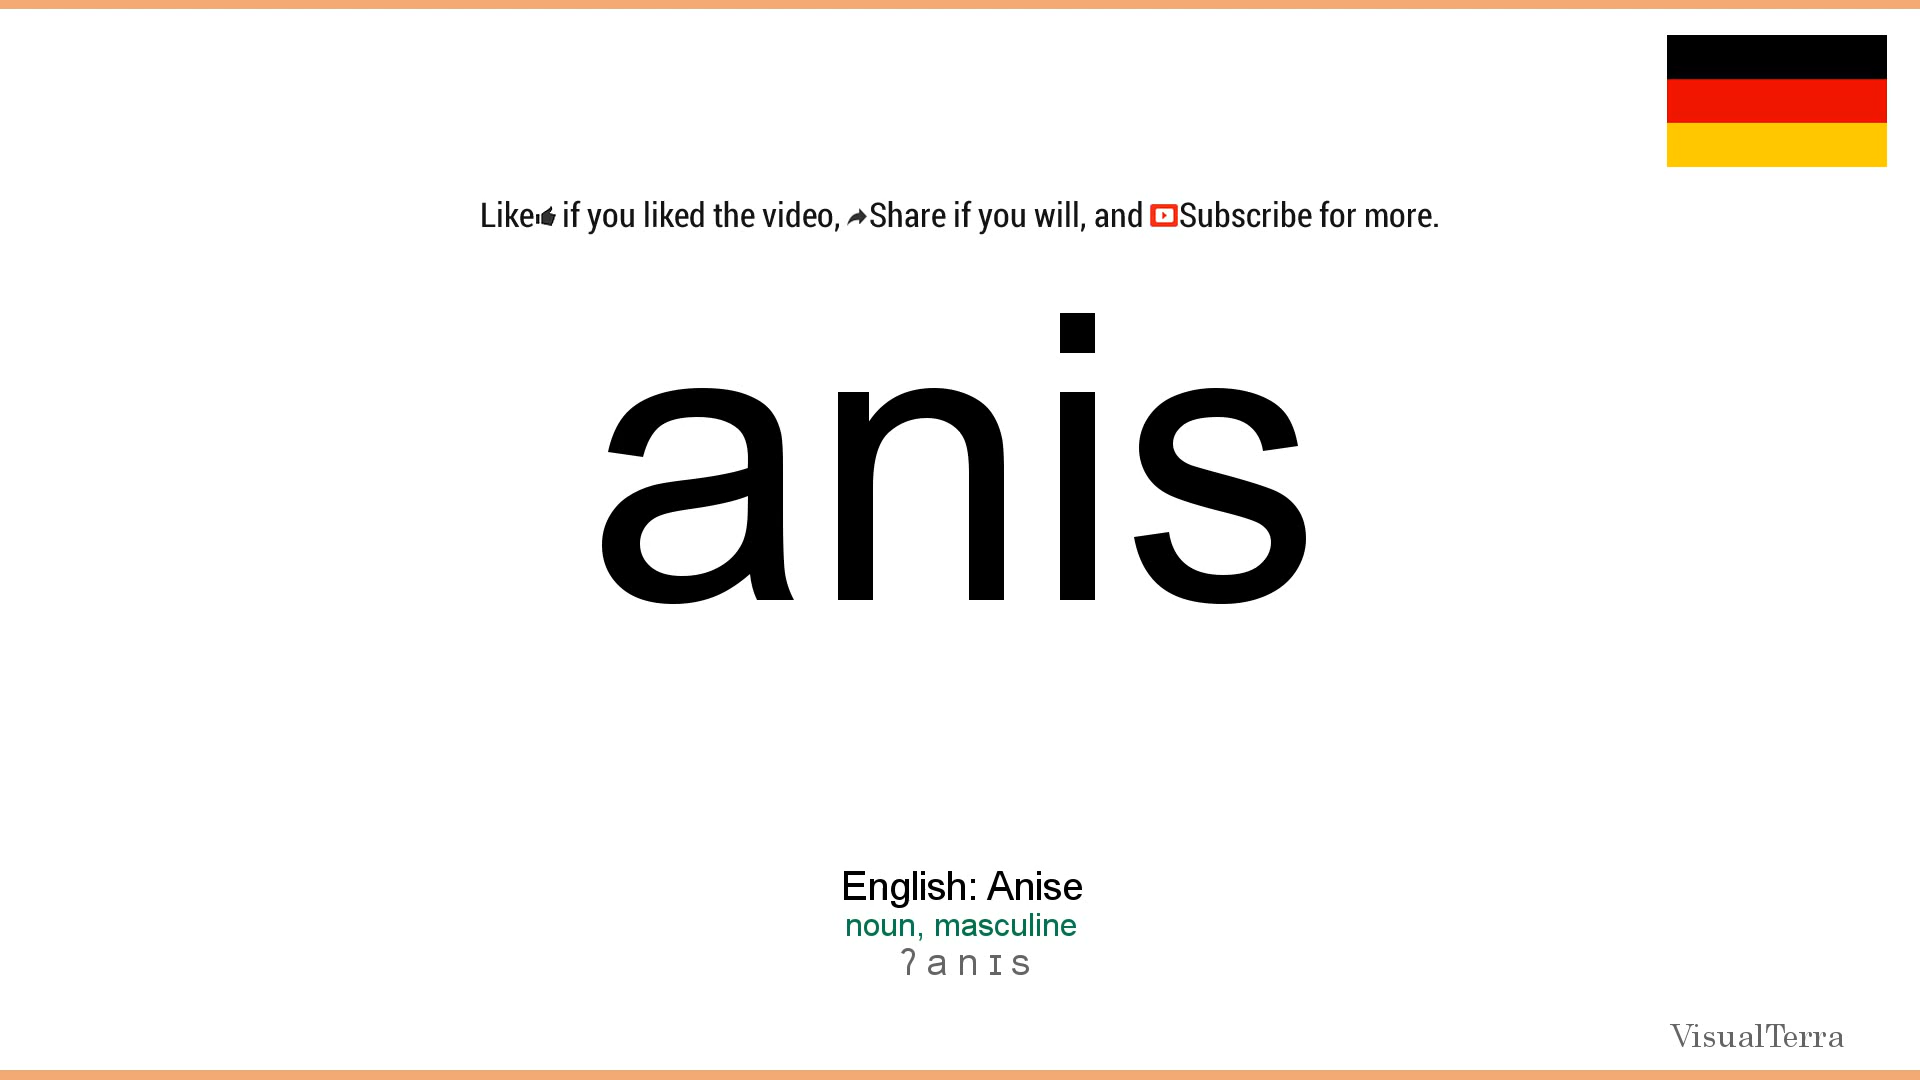 Like if you liked the video, Share if you will, and Subscribe for more.
anis
English: Anise
noun, masculine
ʔ a n ɪ s
VisualTerra